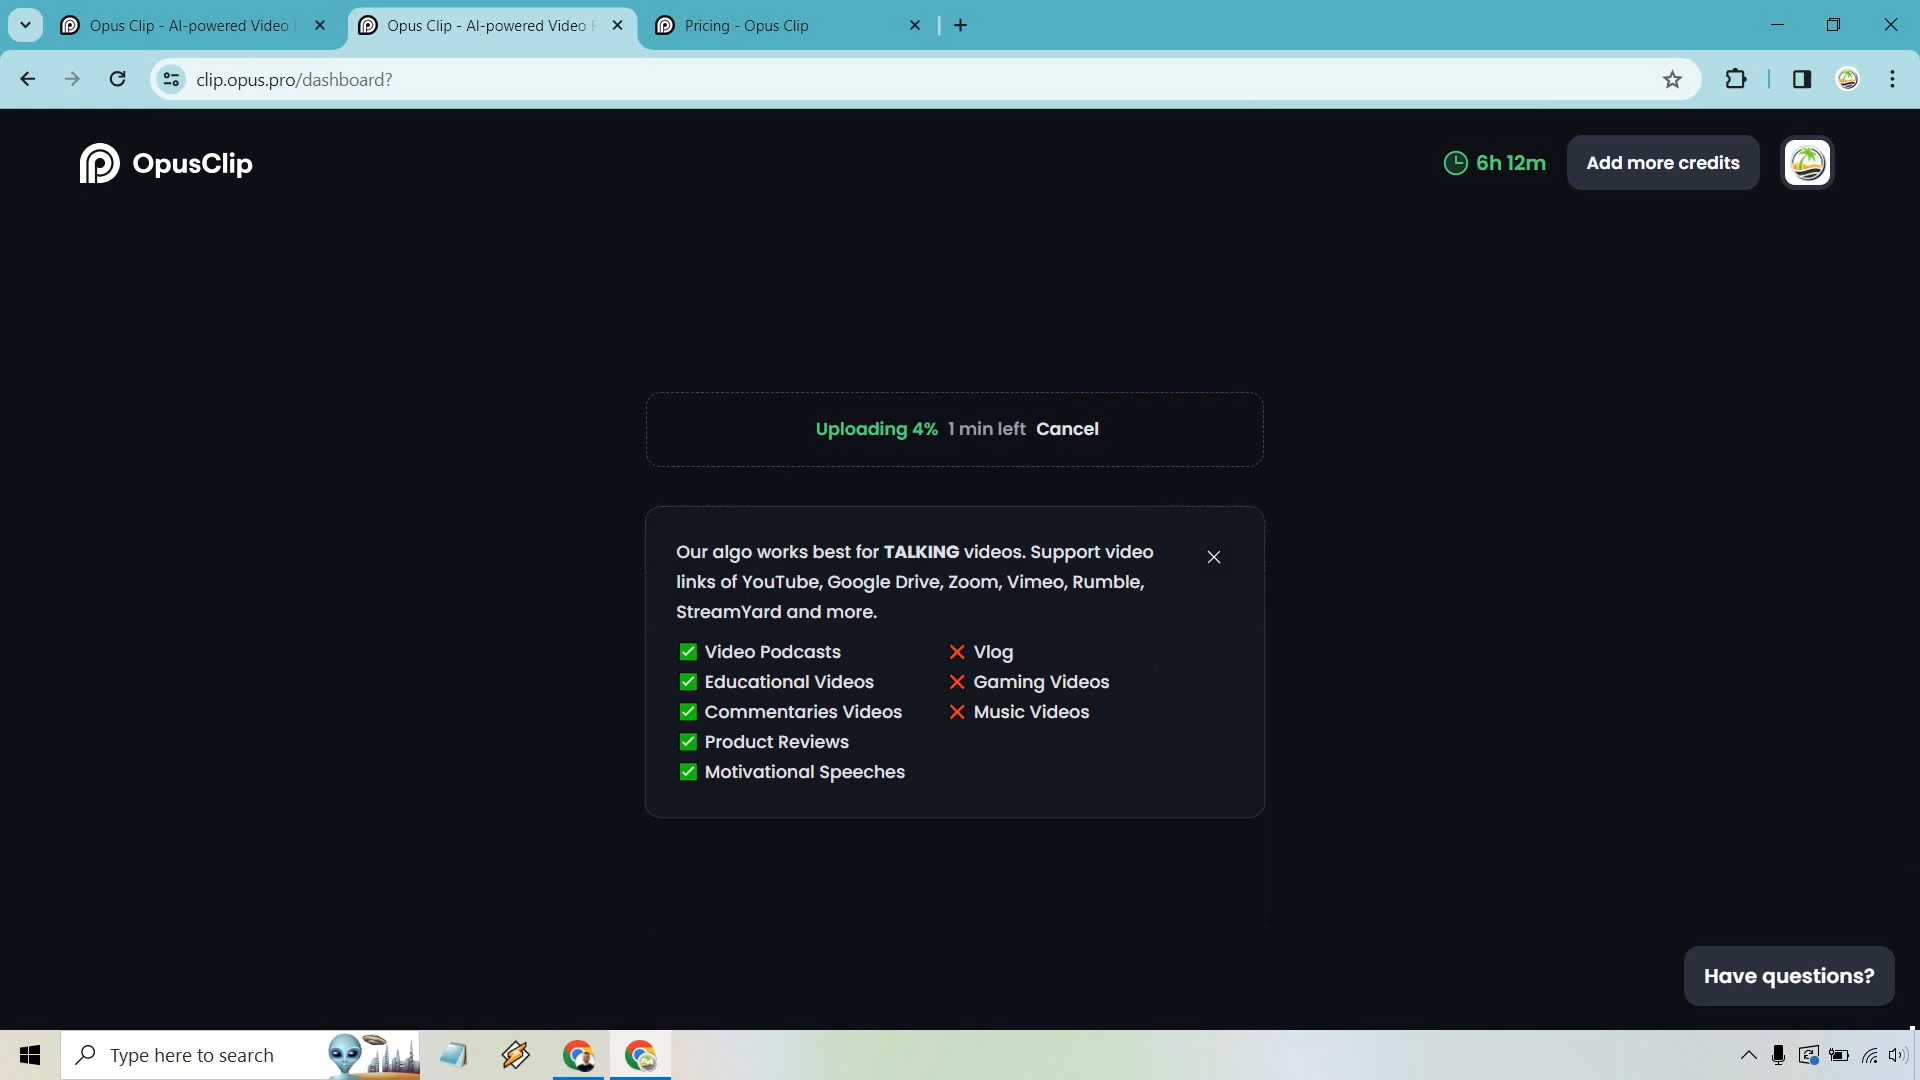 Opus Clip - AI-powered Video
Opus Clip - AI-powered Video
Pricing - Opus Clip
clip.opus.pro/dashboard?
OpusClip
6h 12m
Add more credits
Uploading 4% 1 min left Cancel
Our algo works best for TALKING videos. Support video
links of YouTube, Google Drive, Zoom, Vimeo, Rumble,
StreamYard and more.
✅ Video Podcasts
❌ Vlog
✅ Educational Videos
❌ Gaming Videos
✅ Commentaries Videos
❌ Music Videos
✅ Product Reviews
✅ Motivational Speeches
Have questions?
Type here to search